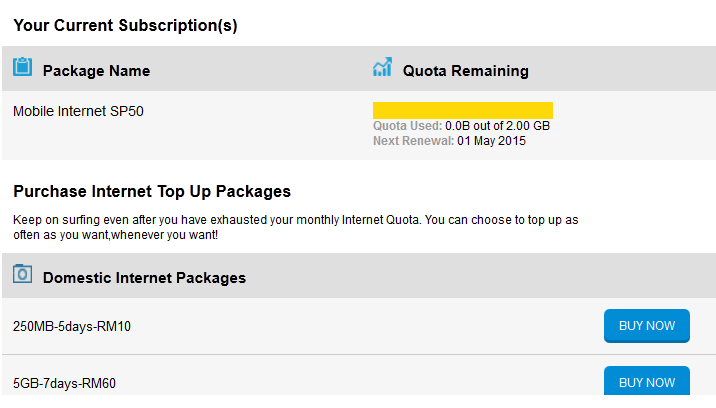 Your Current Subscription(s)
Package Name
Quota Remaining
Mobile Internet SP50
Quota Used: 0.0B out of 2.00 GB
Next Renewal: 01 May 2015
Purchase Internet Top Up Packages
Keep on surfing even after you have exhausted your monthly Internet Quota. You can choose to top up as
often as you want,whenever you want!
Domestic Internet Packages
250MB-5days-RM10
BUY NOW
5GB-7days-RM60
BUY NOW